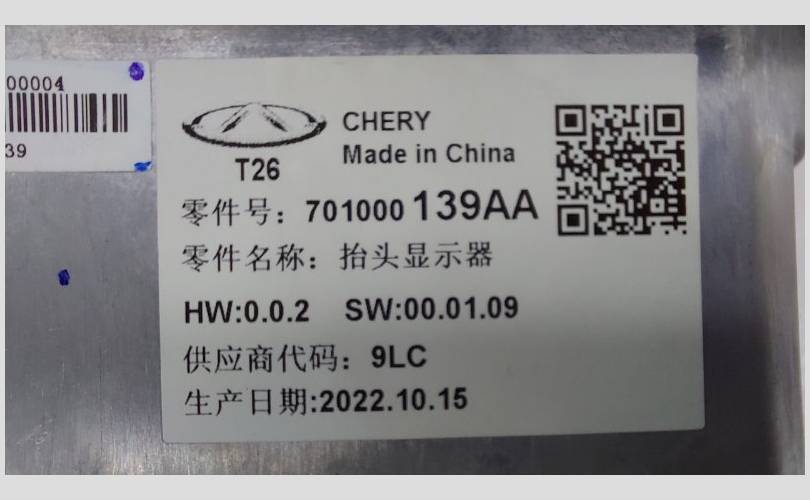 00004
39
CHERY
Made in China
T26
零件号：701000139AA
零件名称：抬头显示器
HW:0.0.2 SW:00.01.09
供应商代码：9LC
生产日期:2022.10.15